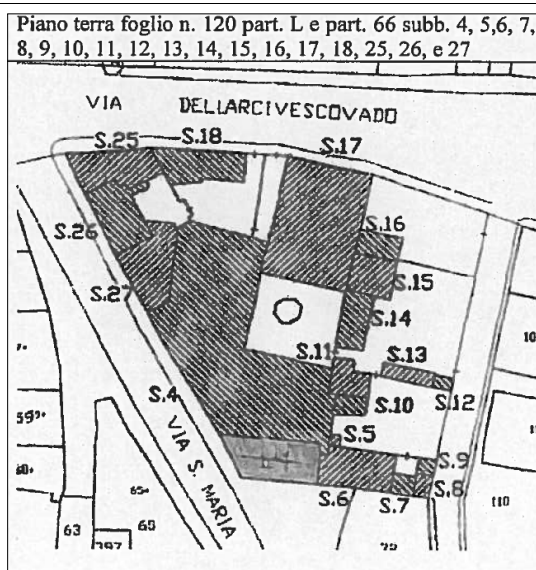 Piano terra foglio n. 120 part. L e part. 66 subb. 4, 5,6, 7,
8, 9, 10, 11, 12, 13, 14, 15, 16, 17, 18, 25, 26, e 27
VIA DELLARCIVESCOVADO
S.25 S.18 S.17
S.16
S.26
S.15
S.27
S.14
S.11 S.13
S.4
S.10 S.12
VIA S. MARIA
S.5
S.9
S.6 S.7 S.8
110
63 65
397